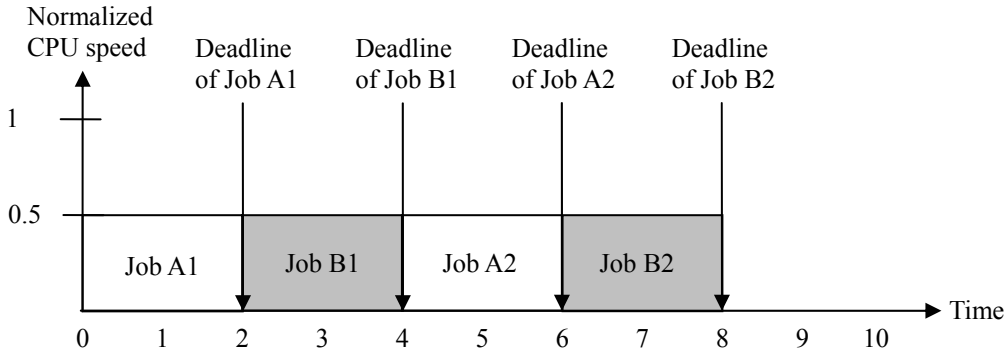 Normalized
CPU speed
Deadline
of Job A1
Deadline
of Job B1
Deadline
of Job A2
Deadline
of Job B2
1
0.5
Job A1
Job B1
Job A2
Job B2
Time
0 1 2 3 4 5 6 7 8 9 10